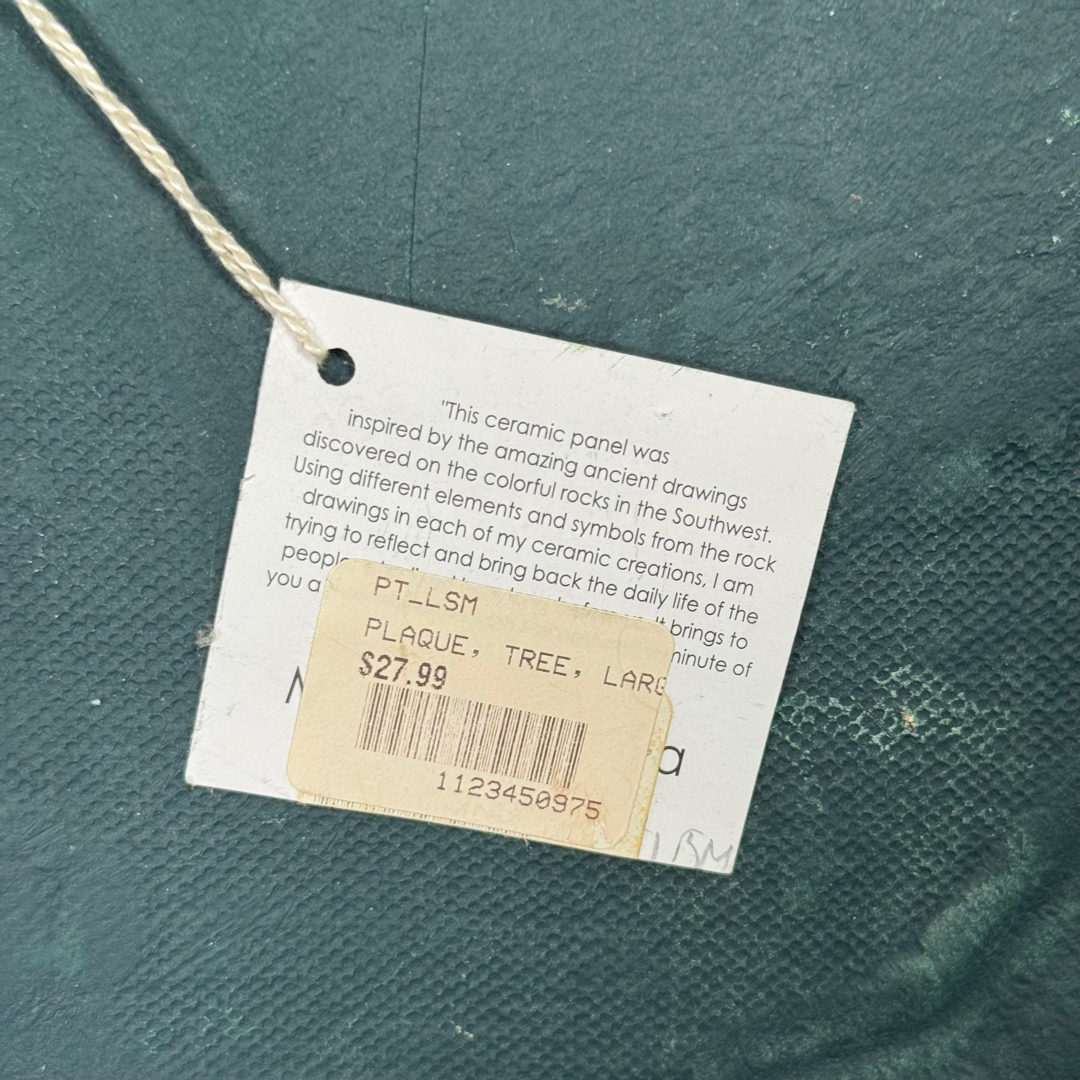 "This ceramic panel was
inspired by the amazing ancient drawings
discovered on the colorful rocks in the Southwest.
Using different elements and symbols from the rock
drawings in each of my ceramic creations, I am
trying to reflect and bring back the daily life of the
It brings to
you a minute of
PT_LSM
PLAQUE, TREE, LARG
$27.99
1123450975